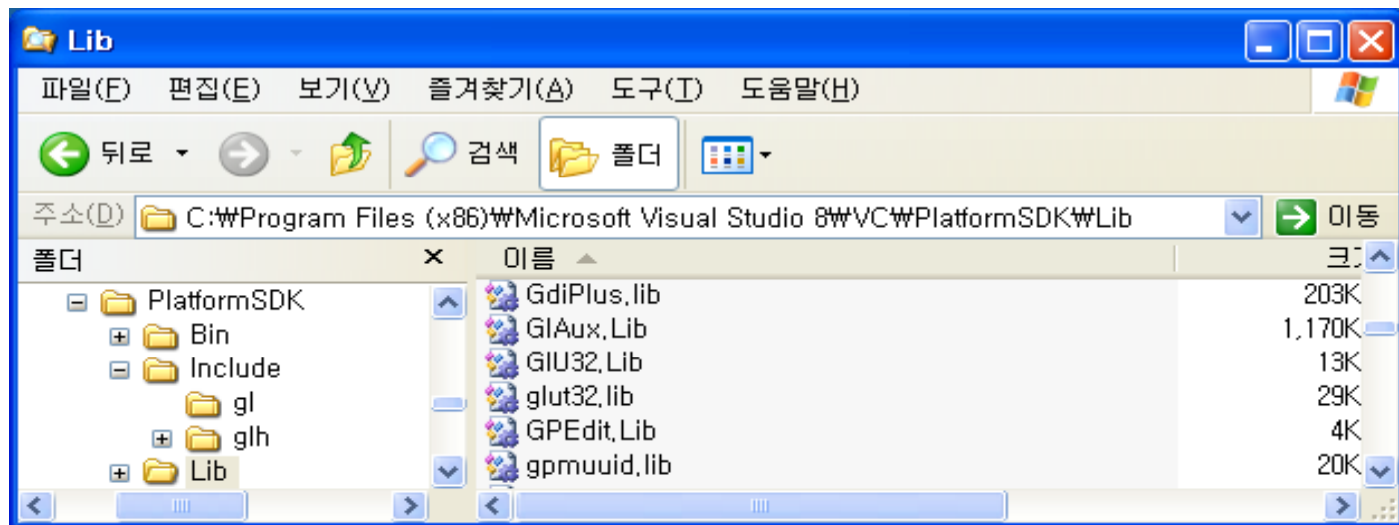 Lib
파일(F) 편집(E) 보기(V) 즐겨찾기(A) 도구(T) 도움말(H)
뒤로 검색 폴더
주소(D) C:₩Program Files (x86)₩Microsoft Visual Studio 8₩VC₩PlatformSDK₩Lib 이동
폴더 x 이름
PlatformSDK GdiPlus.lib 203K
Bin GlAux.Lib 1,170K
Include GlU32.Lib 13K
gl glut32.lib 29K
glh GPEdit.Lib 4K
Lib gpmuuid.lib 20K